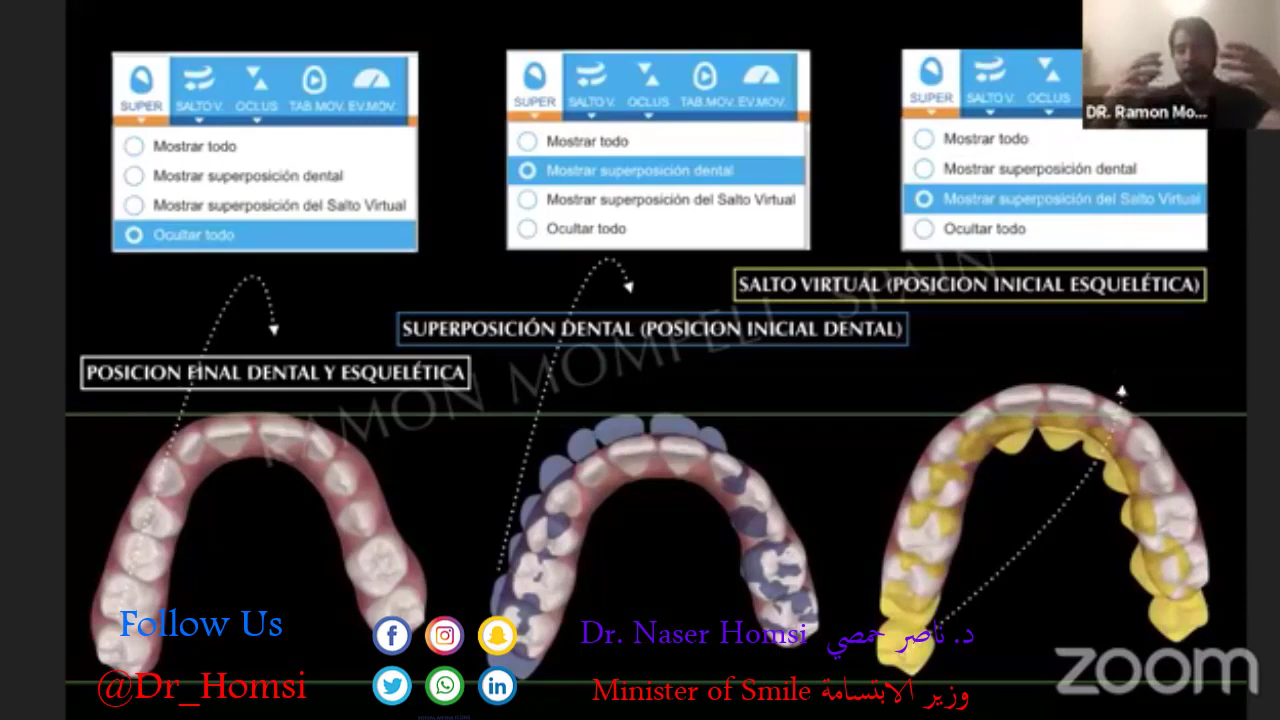 SUPER SALTO V. OCLUS TAB.MOV. EV.MOV.
Mostrar todo
Mostrar superposición dental
Mostrar superposición del Salto Virtual
Ocultar todo
SUPER SALTO V. OCLUS TAB.MOV. EV.MOV.
Mostrar todo
Mostrar superposición dental
Mostrar superposición del Salto Virtual
Ocultar todo
SUPER SALTO V. OCLUS
Mostrar todo
Mostrar superposición dental
Mostrar superposición del Salto Virtual
Ocultar todo
DR. Ramon Mo...
SALTO VIRTUAL (POSICION INICIAL ESQUELÉTICA)
SUPERPOSICIÓN DENTAL (POSICION INICIAL DENTAL)
POSICION FINAL DENTAL Y ESQUELÉTICA
RAMON MOMPELL SPAIN
Follow Us
@Dr_Homsi
Dr. Naser Homsi د. ناصر حمصي
Minister of Smile وزير الابتسامة
zoom